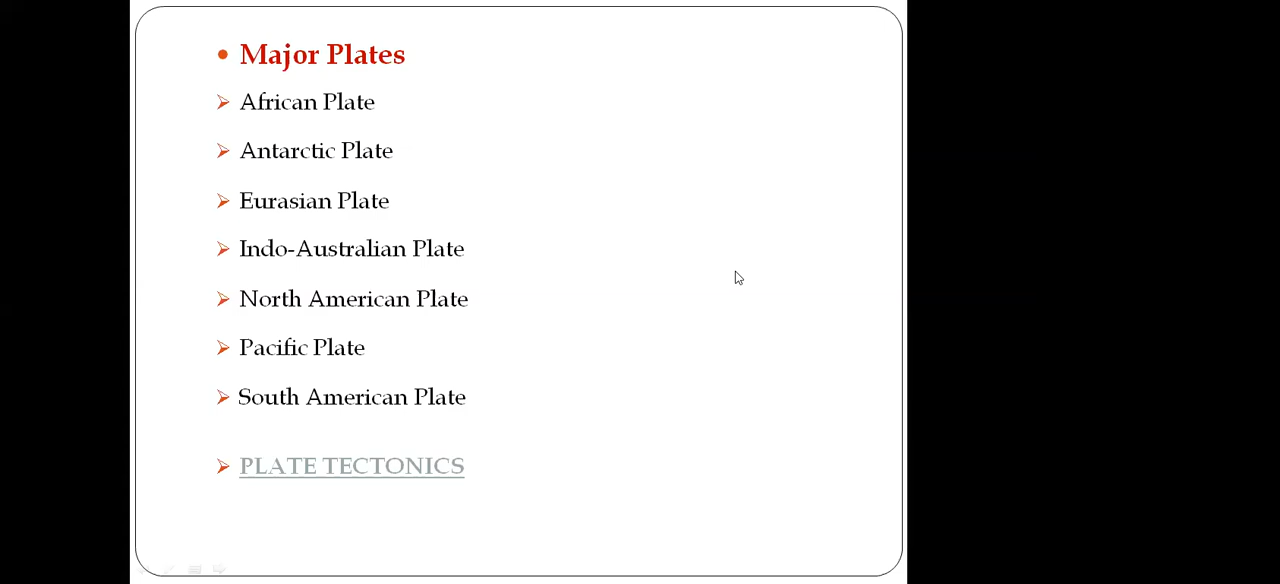 Major Plates
African Plate
Antarctic Plate
Eurasian Plate
Indo-Australian Plate
North American Plate
Pacific Plate
South American Plate
PLATE TECTONICS